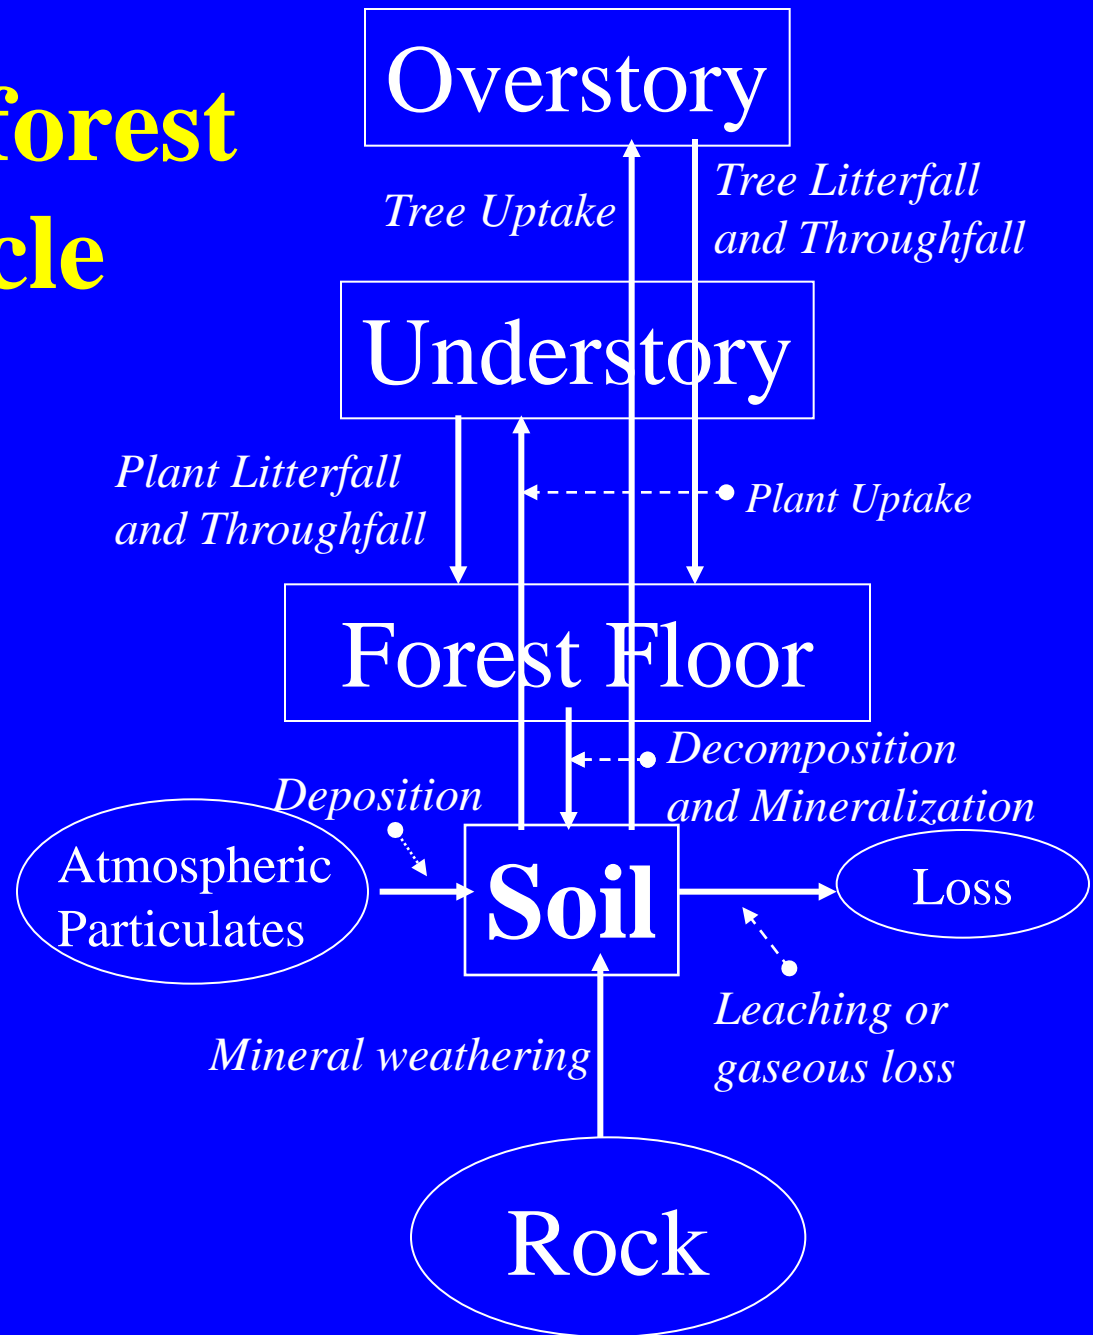 forest
cle
Overstory
Tree Uptake
Tree Litterfall
and Throughfall
Understory
Plant Litterfall
and Throughfall
Plant Uptake
Forest Floor
Decomposition
and Mineralization
Deposition
Atmospheric
Particulates
Soil
Loss
Leaching or
gaseous loss
Mineral weathering
Rock